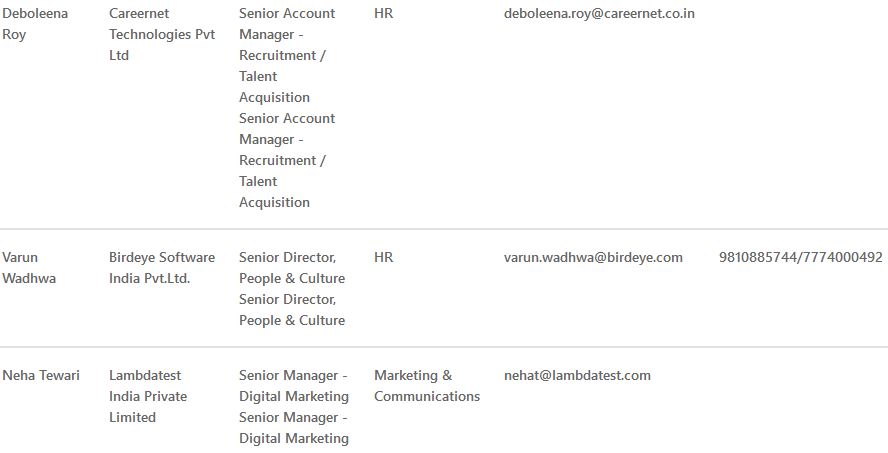 Deboleena
Roy
Careernet
Technologies Pvt
Ltd
Senior Account
Manager -
Recruitment /
Talent
Acquisition
Senior Account
Manager -
Recruitment /
Talent
Acquisition
HR
deboleena.roy@careernet.co.in
Varun
Wadhwa
Birdeye Software
India Pvt.Ltd.
Senior Director,
People & Culture
Senior Director,
People & Culture
HR
varun.wadhwa@birdeye.com
9810885744/7774000492
Neha Tewari
Lambdatest
India Private
Limited
Senior Manager -
Digital Marketing
Senior Manager -
Digital Marketing
Marketing &
Communications
nehat@lambdatest.com